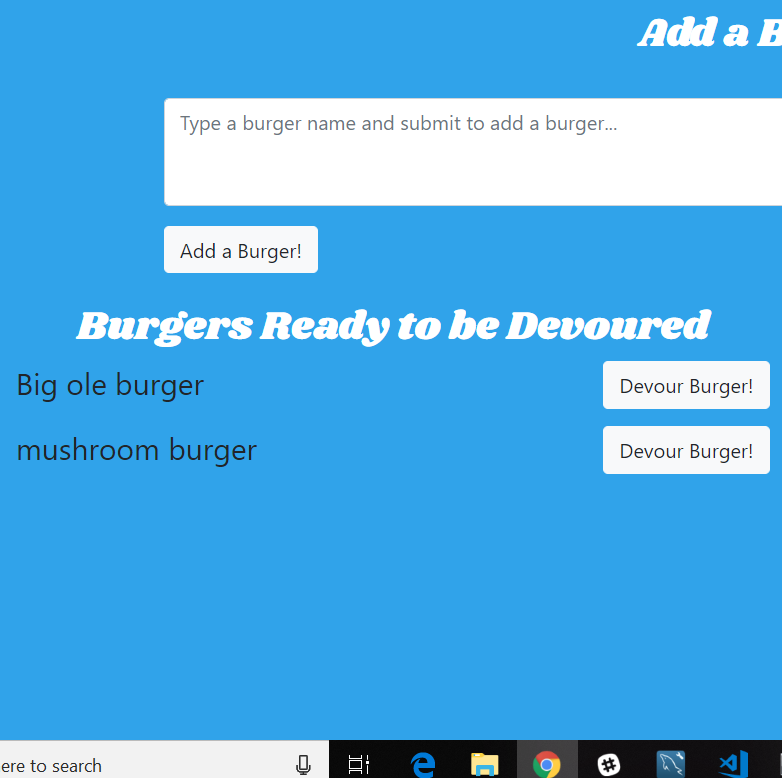 Add a B
Type a burger name and submit to add a burger...
Add a Burger!
Burgers Ready to be Devoured
Big ole burger
Devour Burger!
mushroom burger
Devour Burger!
ere to search